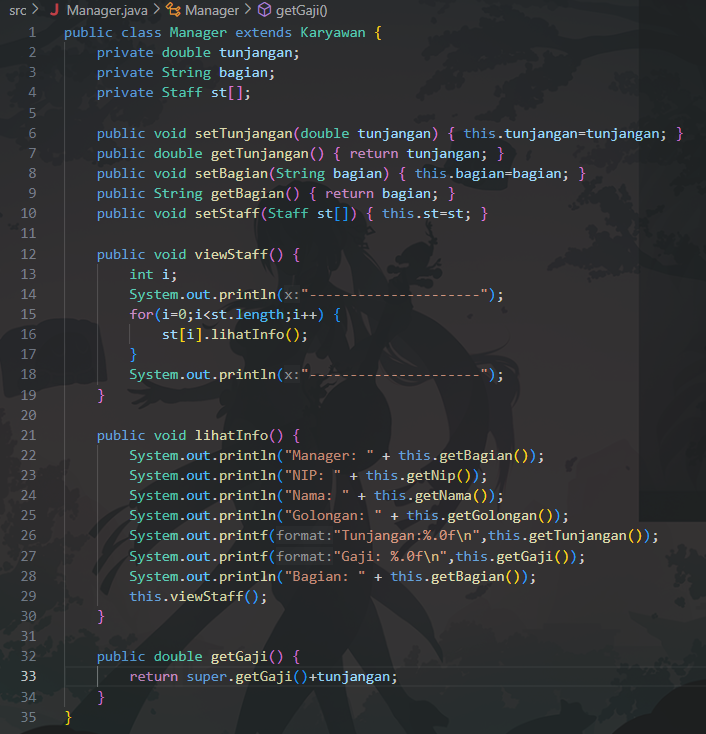 src > J Manager.java > Manager > getGaji()
1 public class Manager extends Karyawan {
2 private double tunjangan;
3 private String bagian;
4 private Staff st[];
5
6 public void setTunjangan(double tunjangan) { this.tunjangan=tunjangan; }
7 public double getTunjangan() { return tunjangan; }
8 public void setBagian(String bagian) { this.bagian=bagian; }
9 public String getBagian() { return bagian; }
10 public void setStaff(Staff st[]) { this.st=st; }
11
12 public void viewStaff() {
13 int i;
14 System.out.println(x:"---------------------");
15 for(i=0;i<st.length;i++) {
16 st[i].lihatInfo();
17 }
18 System.out.println(x:"---------------------");
19 }
20
21 public void lihatInfo() {
22 System.out.println("Manager: " + this.getBagian());
23 System.out.println("NIP: " + this.getNip());
24 System.out.println("Nama: " + this.getNama());
25 System.out.println("Golongan: " + this.getGolongan());
26 System.out.printf(format:"Tunjangan:%.0f\n",this.getTunjangan());
27 System.out.printf(format:"Gaji: %.0f\n",this.getGaji());
28 System.out.println("Bagian: " + this.getBagian());
29 this.viewStaff();
30 }
31
32 public double getGaji() {
33 return super.getGaji()+tunjangan;
34 }
35 }